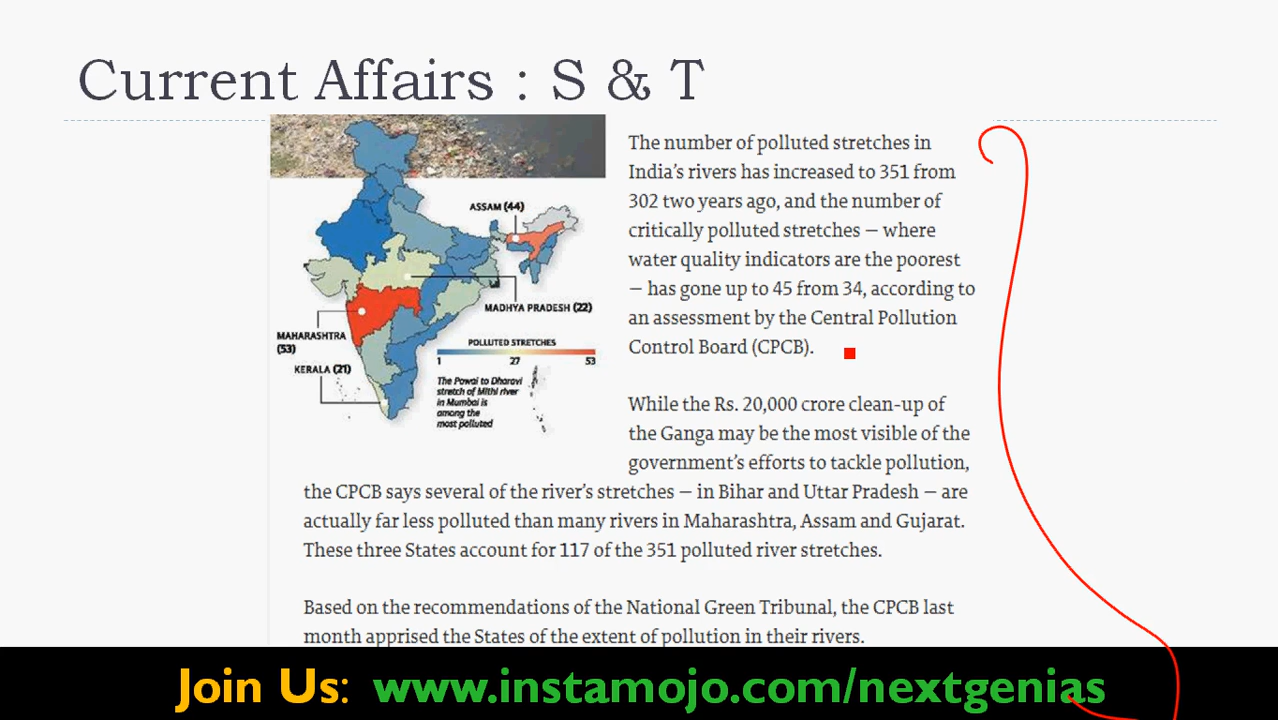 Current Affairs : S & T
ASSAM (44)
MADHYA PRADESH (22)
MAHARASHTRA
(53)
KERALA (21)
POLLUTED STRETCHES
1 27 53
The Powai to Dharavi
stretch of Mithi river
in Mumbai is
among the
most polluted
The number of polluted stretches in
India's rivers has increased to 351 from
302 two years ago, and the number of
critically polluted stretches — where
water quality indicators are the poorest
— has gone up to 45 from 34, according to
an assessment by the Central Pollution
Control Board (CPCB).
While the Rs. 20,000 crore clean-up of
the Ganga may be the most visible of the
government's efforts to tackle pollution,
the CPCB says several of the river's stretches — in Bihar and Uttar Pradesh — are
actually far less polluted than many rivers in Maharashtra, Assam and Gujarat.
These three States account for 117 of the 351 polluted river stretches.
Based on the recommendations of the National Green Tribunal, the CPCB last
month apprised the States of the extent of pollution in their rivers.
Join Us: www.instamojo.com/nextgenias